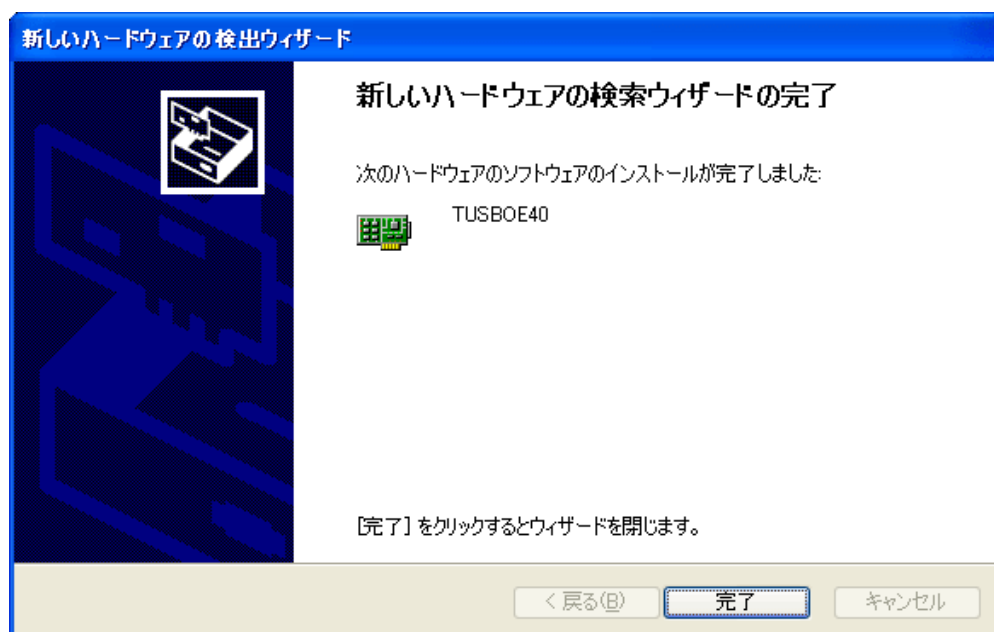 新しいハードウェアの検出ウィザード
新しいハードウェアの検索ウィザードの完了
次のハードウェアのソフトウェアのインストールが完了しました:
TUSBOE40
[完了] をクリックするとウィザードを閉じます。
< 戻る(B)
完了
キャンセル